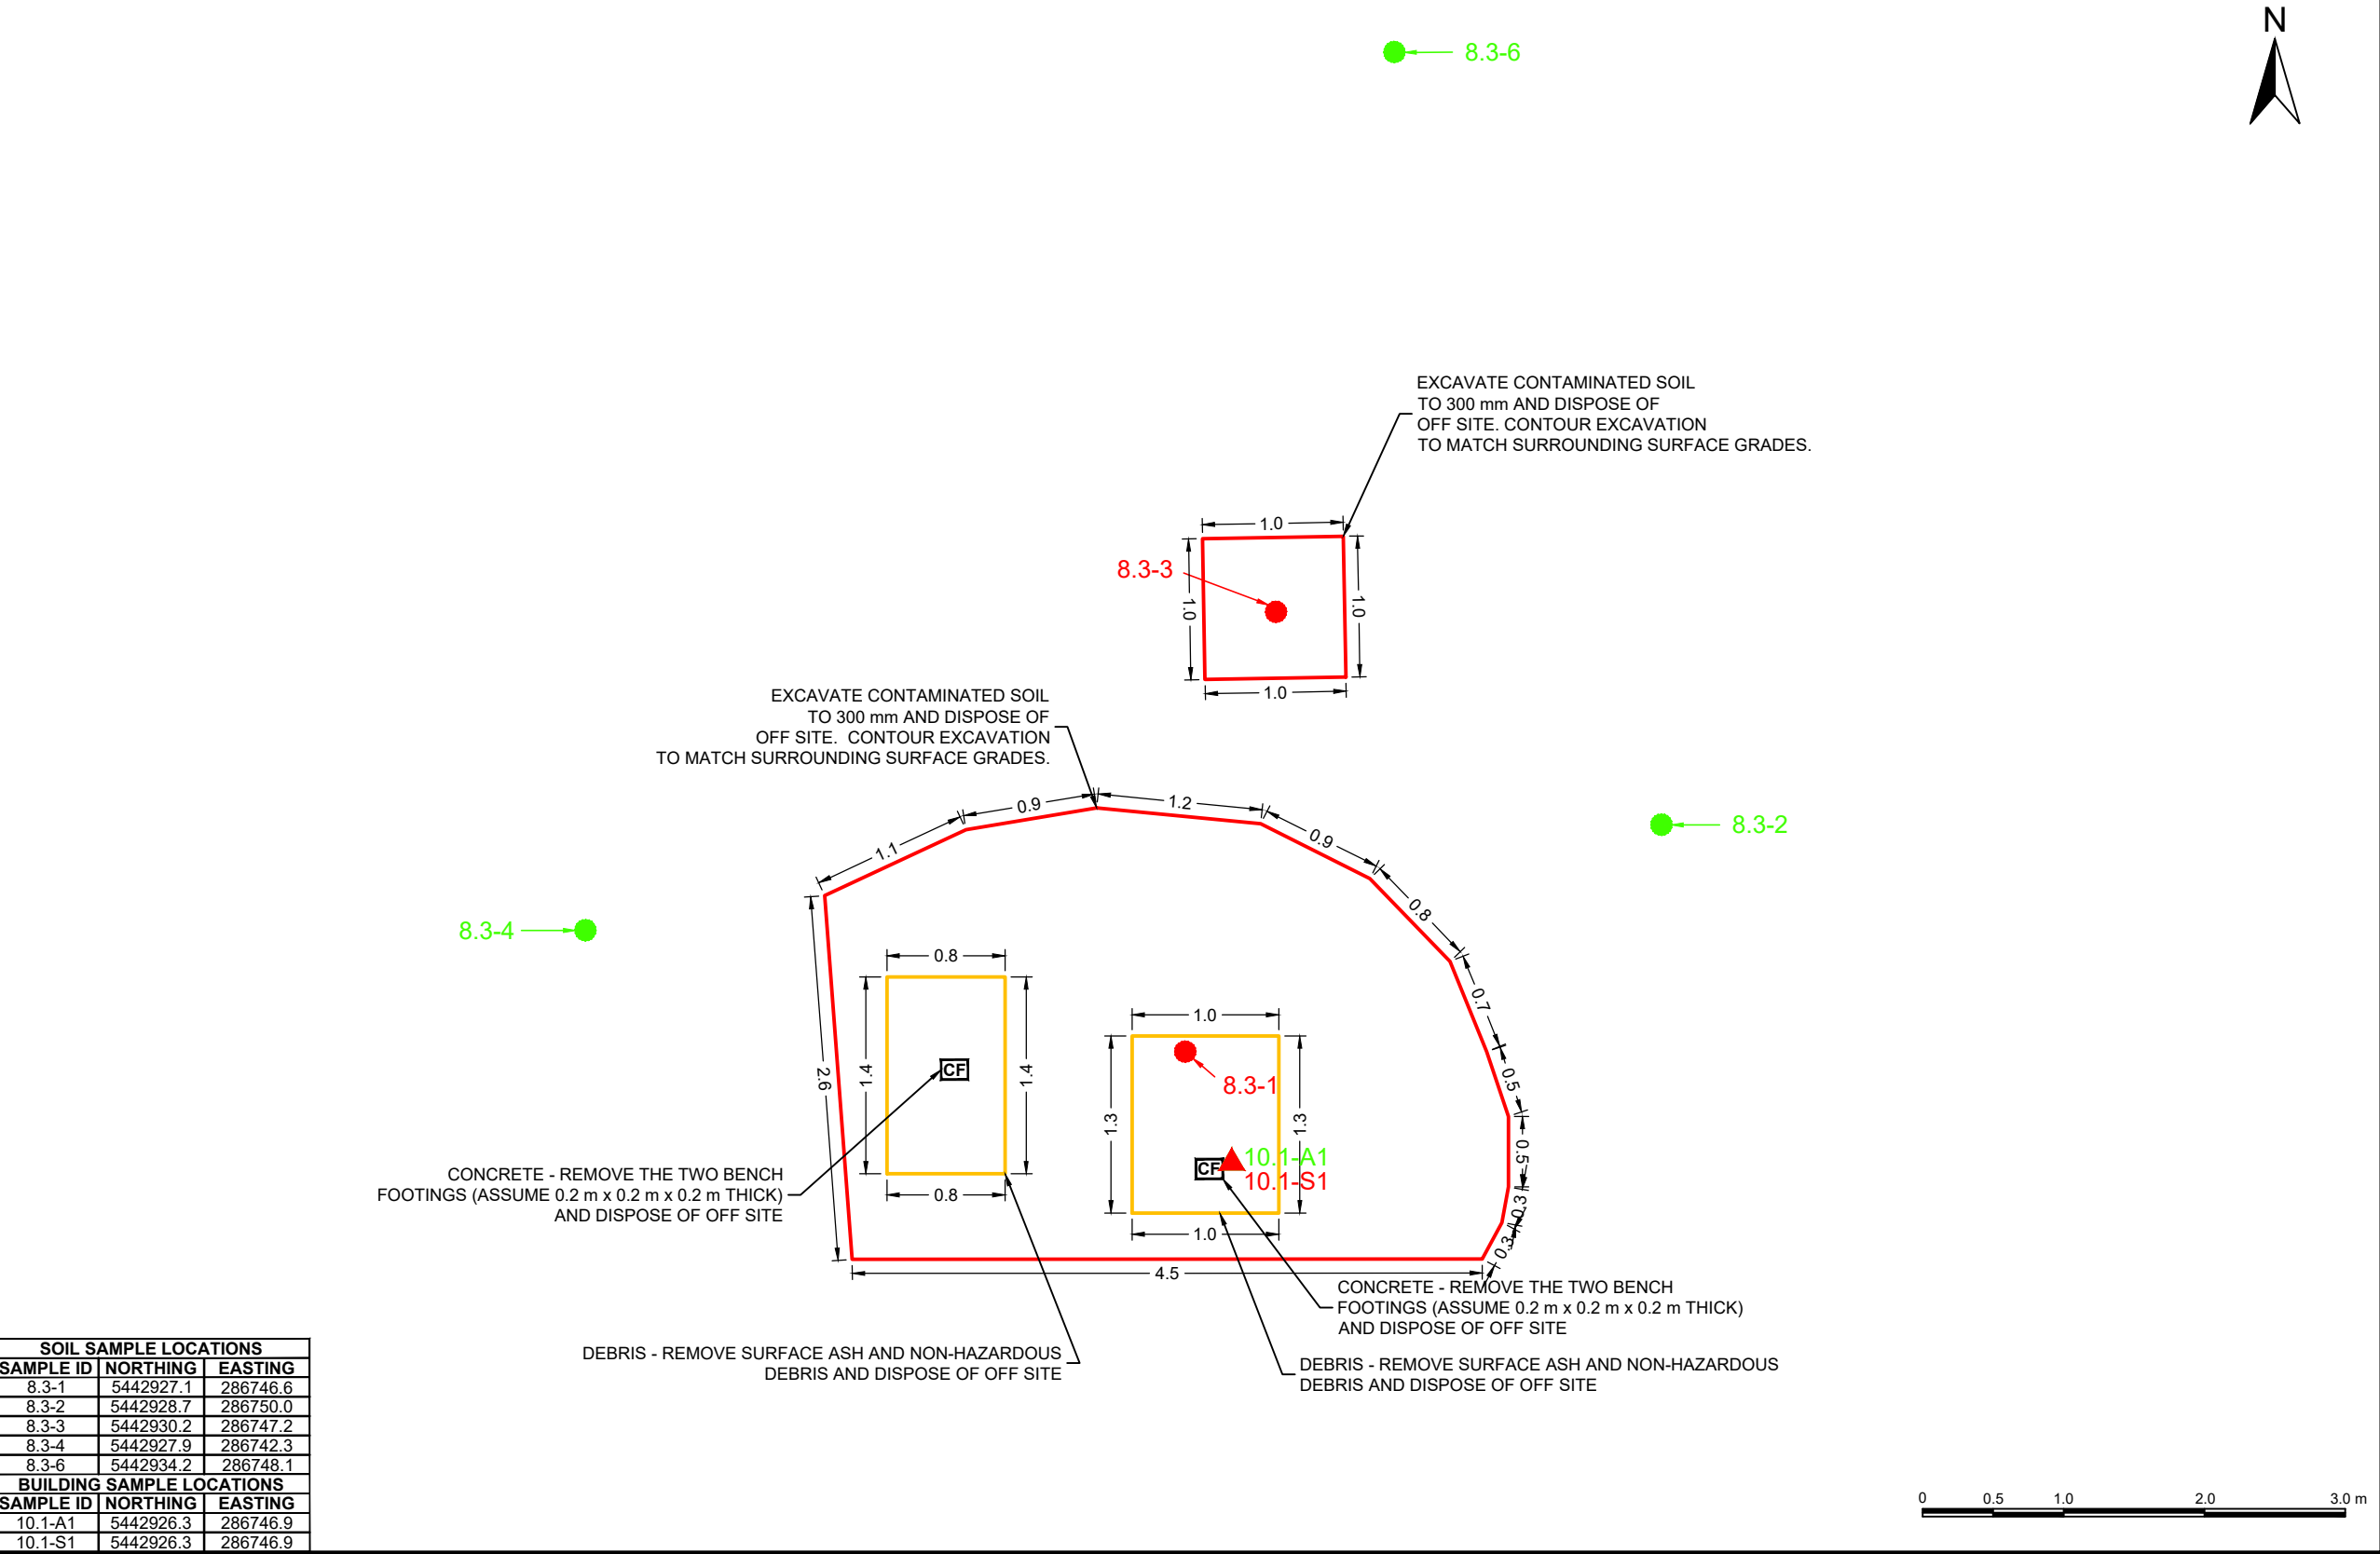 N
8.3-6
EXCAVATE CONTAMINATED SOIL
TO 300 mm AND DISPOSE OF
OFF SITE. CONTOUR EXCAVATION
TO MATCH SURROUNDING SURFACE GRADES.
1.0
8.3-3
1.0
1.0
1.0
EXCAVATE CONTAMINATED SOIL
TO 300 mm AND DISPOSE OF
OFF SITE. CONTOUR EXCAVATION
TO MATCH SURROUNDING SURFACE GRADES.
0.9
1.2
1.1
0.9
8.3-2
0.8
8.3-4
0.8
0.7
1.0
2.6
1.4
CF
1.4
8.3-1
0.5
1.3
1.3
0.5
CF
10.1-A1
10.1-S1
0.8
0.3
1.0
0.3
4.5
CONCRETE - REMOVE THE TWO BENCH
FOOTINGS (ASSUME 0.2 m x 0.2 m x 0.2 m THICK)
AND DISPOSE OF OFF SITE
CONCRETE - REMOVE THE TWO BENCH
FOOTINGS (ASSUME 0.2 m x 0.2 m x 0.2 m THICK)
AND DISPOSE OF OFF SITE
DEBRIS - REMOVE SURFACE ASH AND NON-HAZARDOUS
DEBRIS AND DISPOSE OF OFF SITE
DEBRIS - REMOVE SURFACE ASH AND NON-HAZARDOUS
DEBRIS AND DISPOSE OF OFF SITE
SOIL SAMPLE LOCATIONS
SAMPLE ID NORTHING EASTING
8.3-1 5442927.1 286746.6
8.3-2 5442928.7 286750.0
8.3-3 5442930.2 286747.2
8.3-4 5442927.9 286742.3
8.3-6 5442934.2 286748.1
BUILDING SAMPLE LOCATIONS
SAMPLE ID NORTHING EASTING
10.1-A1 5442926.3 286746.9
10.1-S1 5442926.3 286746.9
0 0.5 1.0 2.0 3.0 m